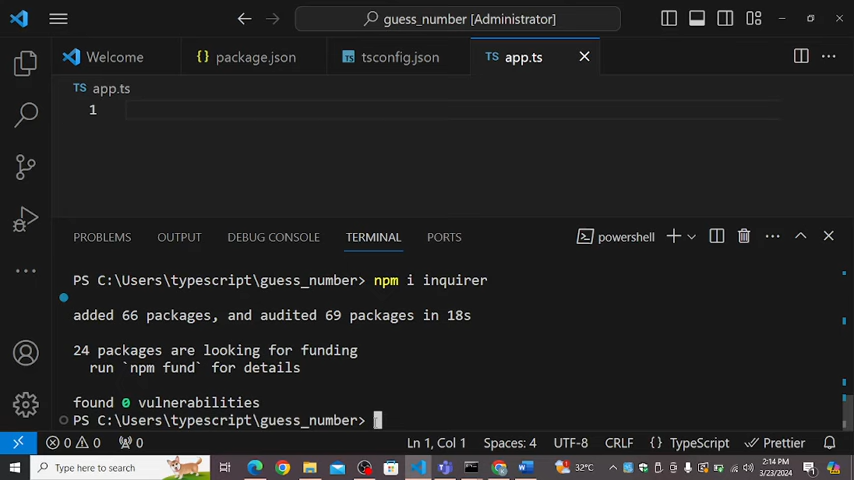 guess_number [Administrator]
Welcome
{} package.json
tsconfig.json
TS app.ts
TS app.ts
1
PROBLEMS OUTPUT DEBUG CONSOLE TERMINAL PORTS
powershell
PS C:\Users\typescript\guess_number> npm i inquirer
added 66 packages, and audited 69 packages in 18s
24 packages are looking for funding
run `npm fund` for details
found 0 vulnerabilities
PS C:\Users\typescript\guess_number>
0 0 0 Ln 1, Col 1 Spaces: 4 UTF-8 CRLF {} TypeScript Prettier
Type here to search
32°C
2:14 PM
3/23/2024